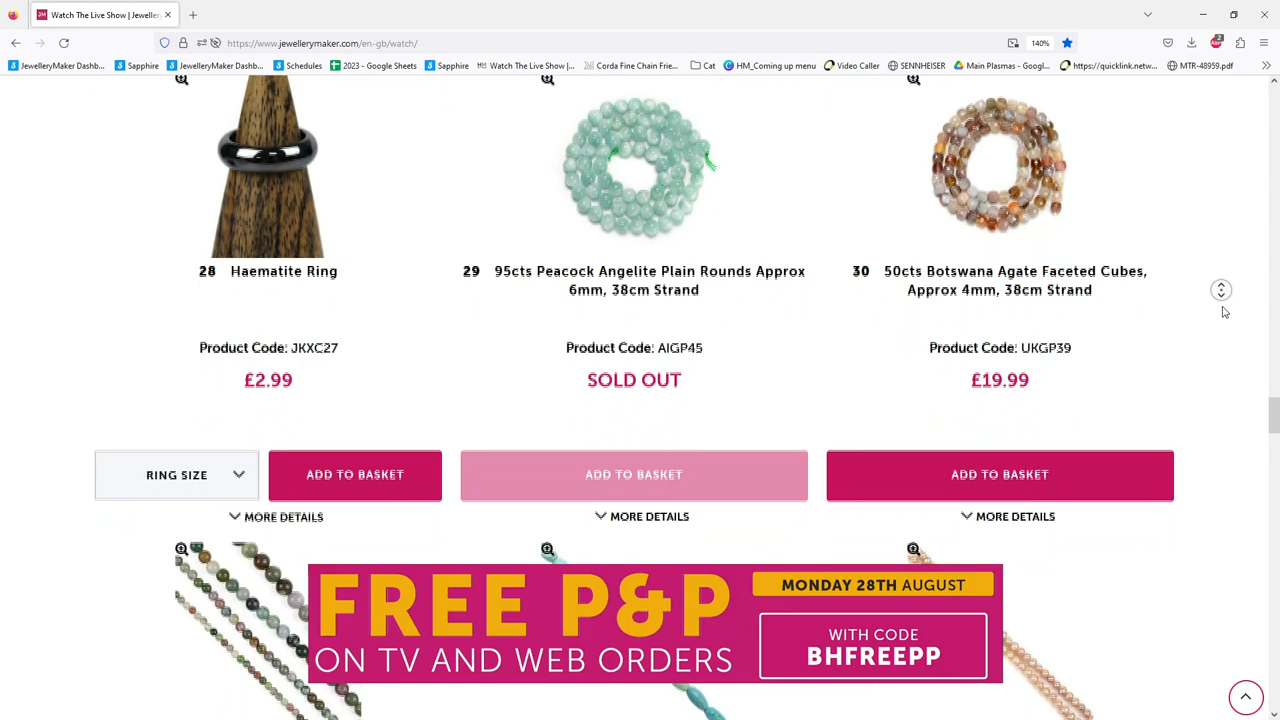 Watch The Live Show | Jeweller
https://www.jewellerymaker.com/en-gb/watch/
140%
2
JewelleryMaker Dashb...
Sapphire
JewelleryMaker Dashb...
Schedules
2023 - Google Sheets
Sapphire
Watch The Live Show |...
Corda Fine Chain Frie...
Cat
HM_Coming up menu
Video Caller
SENNHEISER
Main Plasmas - Googl...
https://quicklink.netw...
MTR-48959.pdf
28 Haematite Ring
Product Code: JKXC27
£2.99
RING SIZE
ADD TO BASKET
MORE DETAILS
29 95cts Peacock Angelite Plain Rounds Approx
6mm, 38cm Strand
Product Code: AIGP45
SOLD OUT
ADD TO BASKET
MORE DETAILS
30 50cts Botswana Agate Faceted Cubes,
Approx 4mm, 38cm Strand
Product Code: UKGP39
£19.99
ADD TO BASKET
MORE DETAILS
FREE P&P
ON TV AND WEB ORDERS
MONDAY 28TH AUGUST
WITH CODE
BHFREEPP